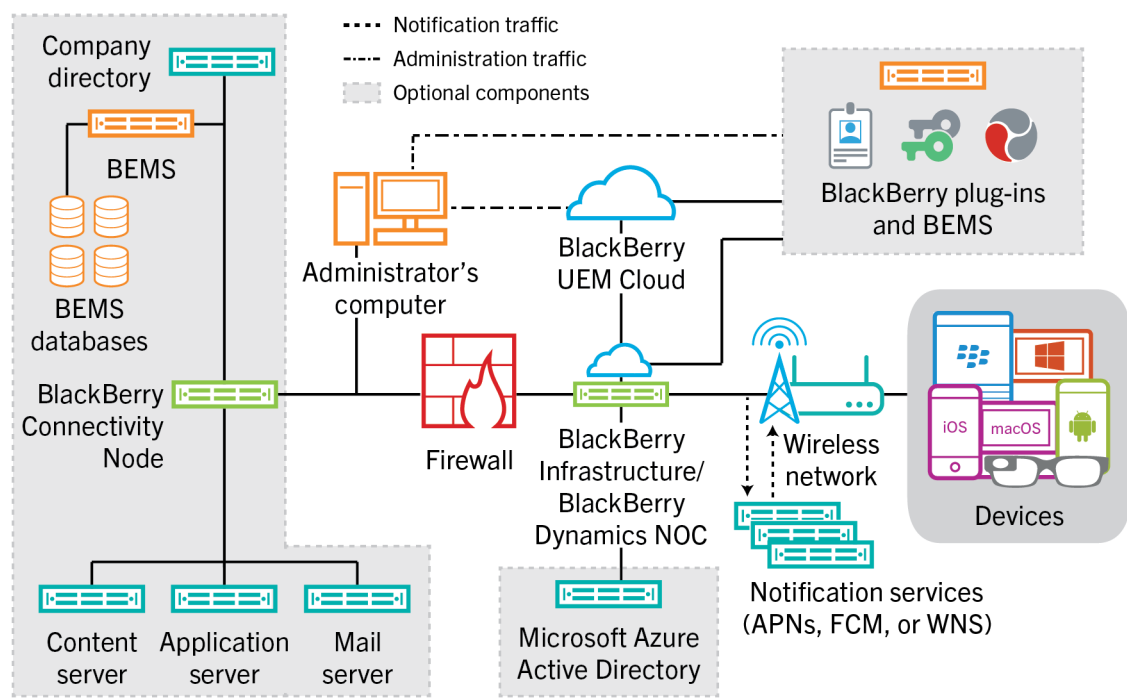 Company
directory
BEMS
BEMS
databases
BlackBerry
Connectivity
Node
Content
server
Application
server
Mail
server
Notification traffic
Administration traffic
Optional components
Administrator's
computer
Firewall
BlackBerry
UEM Cloud
BlackBerry
Infrastructure/
BlackBerry
Dynamics NOC
Microsoft Azure
Active Directory
BlackBerry plug-ins
and BEMS
Wireless
network
Notification services
(APNs, FCM, or WNS)
iOS
macOS
Devices